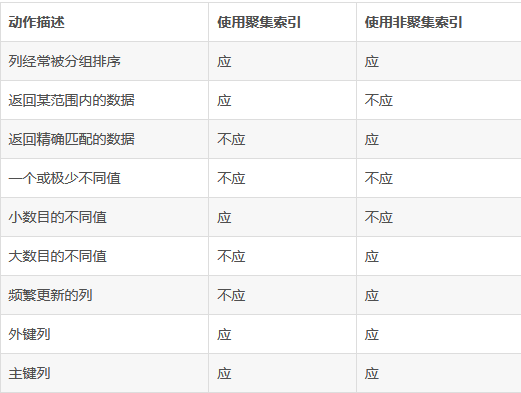 动作描述 使用聚集索引 使用非聚集索引
列经常被分组排序 应 应
返回某范围内的数据 应 不应
返回精确匹配的数据 不应 应
一个或极少不同值 不应 不应
小数目的不同值 应 不应
大数目的不同值 不应 应
频繁更新的列 不应 应
外键列 应 应
主键列 应 应